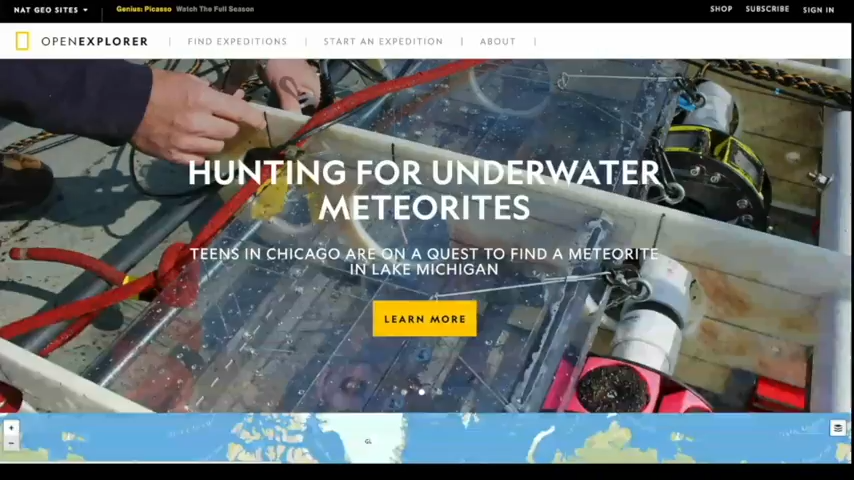 NAT GEO SITES
Genius: Picasso Watch The Full Season
SHOP SUBSCRIBE SIGN IN
OPENEXPLORER
FIND EXPEDITIONS
START AN EXPEDITION
ABOUT
HUNTING FOR UNDERWATER
METEORITES
TEENS IN CHICAGO ARE ON A QUEST TO FIND A METEORITE
IN LAKE MICHIGAN
LEARN MORE
+
−
GL